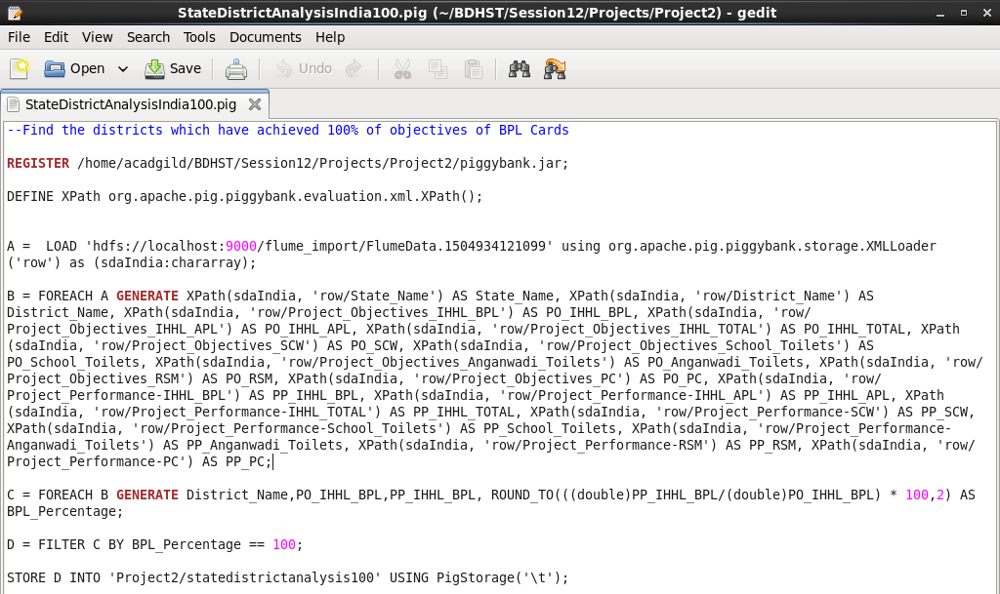 StateDistrictAnalysisIndia100.pig (~/BDHST/Session12/Projects/Project2) - gedit
File Edit View Search Tools Documents Help
Open Save Undo
StateDistrictAnalysisIndia100.pig
--Find the districts which have achieved 100% of objectives of BPL Cards
REGISTER /home/acadgild/BDHST/Session12/Projects/Project2/piggybank.jar;
DEFINE XPath org.apache.pig.piggybank.evaluation.xml.XPath();
A =  LOAD 'hdfs://localhost:9000/flume_import/FlumeData.1504934121099' using org.apache.pig.piggybank.storage.XMLLoader
('row') as (sdaIndia:chararray);
B = FOREACH A GENERATE XPath(sdaIndia, 'row/State_Name') AS State_Name, XPath(sdaIndia, 'row/District_Name') AS
District_Name, XPath(sdaIndia, 'row/Project_Objectives_IHHL_BPL') AS PO_IHHL_BPL, XPath(sdaIndia, 'row/
Project_Objectives_IHHL_APL') AS PO_IHHL_APL, XPath(sdaIndia, 'row/Project_Objectives_IHHL_TOTAL') AS PO_IHHL_TOTAL, XPath
(sdaIndia, 'row/Project_Objectives_SCW') AS PO_SCW, XPath(sdaIndia, 'row/Project_Objectives_School_Toilets') AS
PO_School_Toilets, XPath(sdaIndia, 'row/Project_Objectives_Anganwadi_Toilets') AS PO_Anganwadi_Toilets, XPath(sdaIndia, 'row/
Project_Objectives_RSM') AS PO_RSM, XPath(sdaIndia, 'row/Project_Objectives_PC') AS PO_PC, XPath(sdaIndia, 'row/
Project_Performance-IHHL_BPL') AS PP_IHHL_BPL, XPath(sdaIndia, 'row/Project_Performance-IHHL_APL') AS PP_IHHL_APL, XPath
(sdaIndia, 'row/Project_Performance-IHHL_TOTAL') AS PP_IHHL_TOTAL, XPath(sdaIndia, 'row/Project_Performance-SCW') AS PP_SCW,
XPath(sdaIndia, 'row/Project_Performance-School_Toilets') AS PP_School_Toilets, XPath(sdaIndia, 'row/Project_Performance-
Anganwadi_Toilets') AS PP_Anganwadi_Toilets, XPath(sdaIndia, 'row/Project_Performance-RSM') AS PP_RSM, XPath(sdaIndia, 'row/
Project_Performance-PC') AS PP_PC;
C = FOREACH B GENERATE District_Name,PO_IHHL_BPL,PP_IHHL_BPL, ROUND_TO(((double)PP_IHHL_BPL/(double)PO_IHHL_BPL) * 100,2) AS
BPL_Percentage;
D = FILTER C BY BPL_Percentage == 100;
STORE D INTO 'Project2/statedistrictanalysis100' USING PigStorage('\t');